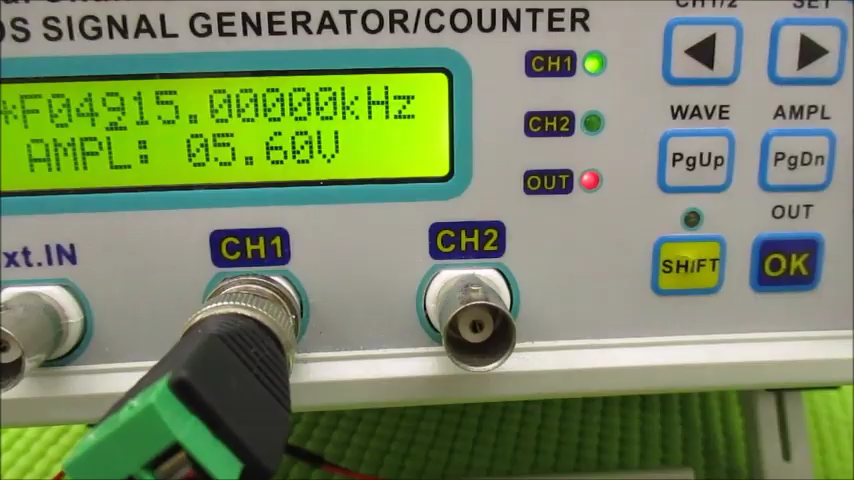 OS SIGNAL GENERATOR/COUNTER
*F04915.00000kHz
AMPL: 05.60V
CH1
CH2
OUT
CH1/2
SET
WAVE
AMPL
PgUp
PgDn
OUT
SHIFT
OK
xt.IN
CH1
CH2